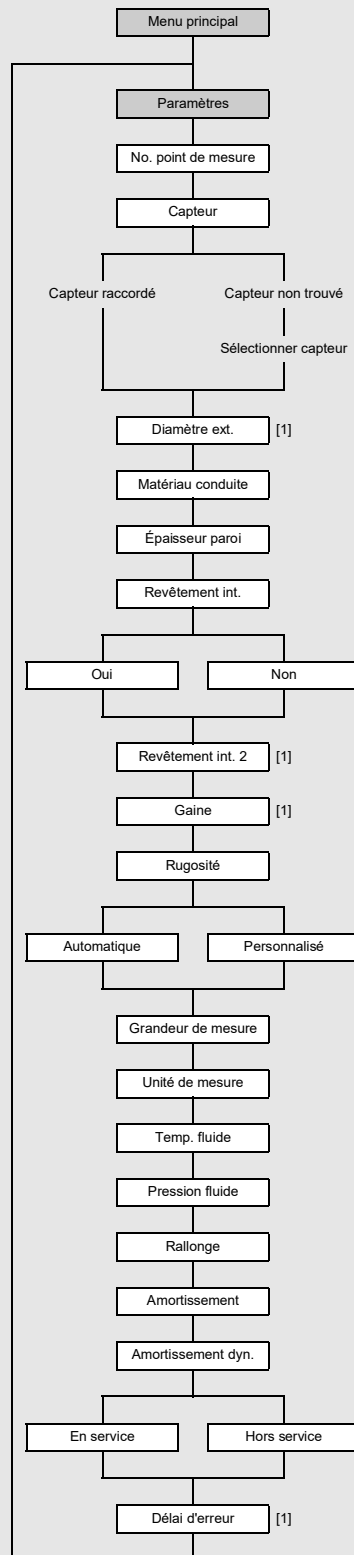 Menu principal
Paramètres
No. point de mesure
Capteur
Capteur raccordé
Capteur non trouvé
Sélectionner capteur
Diamètre ext. [1]
Matériau conduite
Épaisseur paroi
Revêtement int.
Oui
Non
Revêtement int. 2 [1]
Gaine [1]
Rugosité
Automatique
Personnalisé
Grandeur de mesure
Unité de mesure
Temp. fluide
Pression fluide
Rallonge
Amortissement
Amortissement dyn.
En service
Hors service
Délai d'erreur [1]